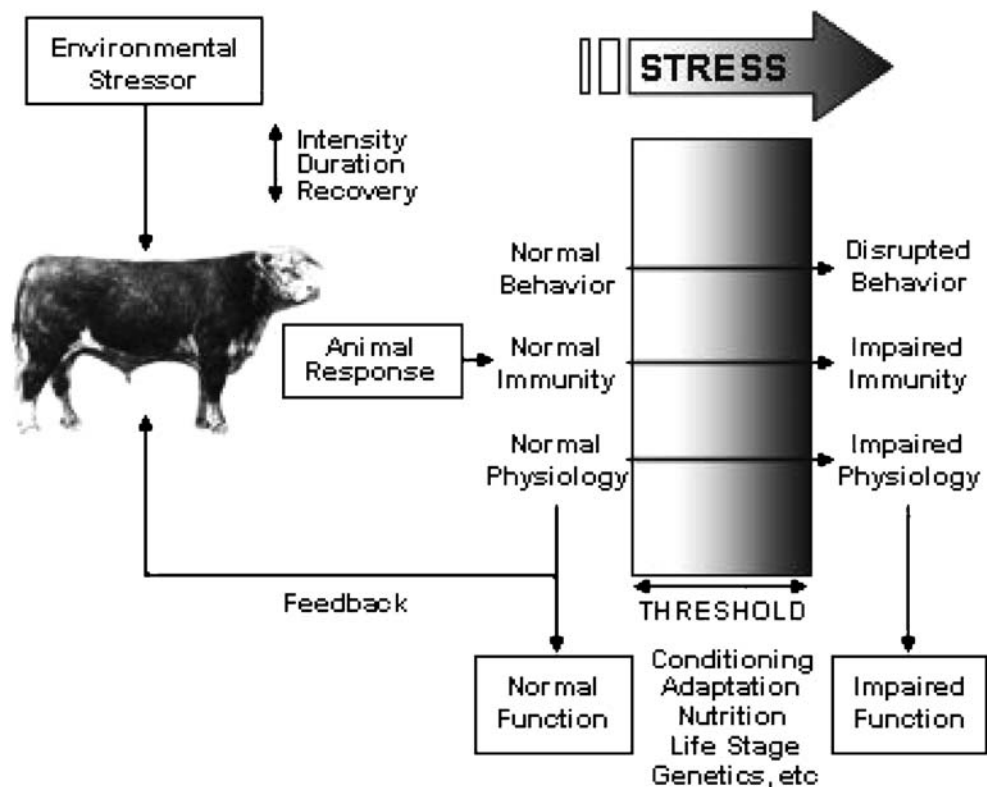 Environmental
Stressor
STRESS
Intensity
Duration
Recovery
Normal
Behavior
Disrupted
Behavior
Animal
Response
Normal
Immunity
Impaired
Immunity
Normal
Physiology
Impaired
Physiology
Feedback
THRESHOLD
Normal
Function
Conditioning
Adaptation
Nutrition
Life Stage
Genetics, etc
Impaired
Function